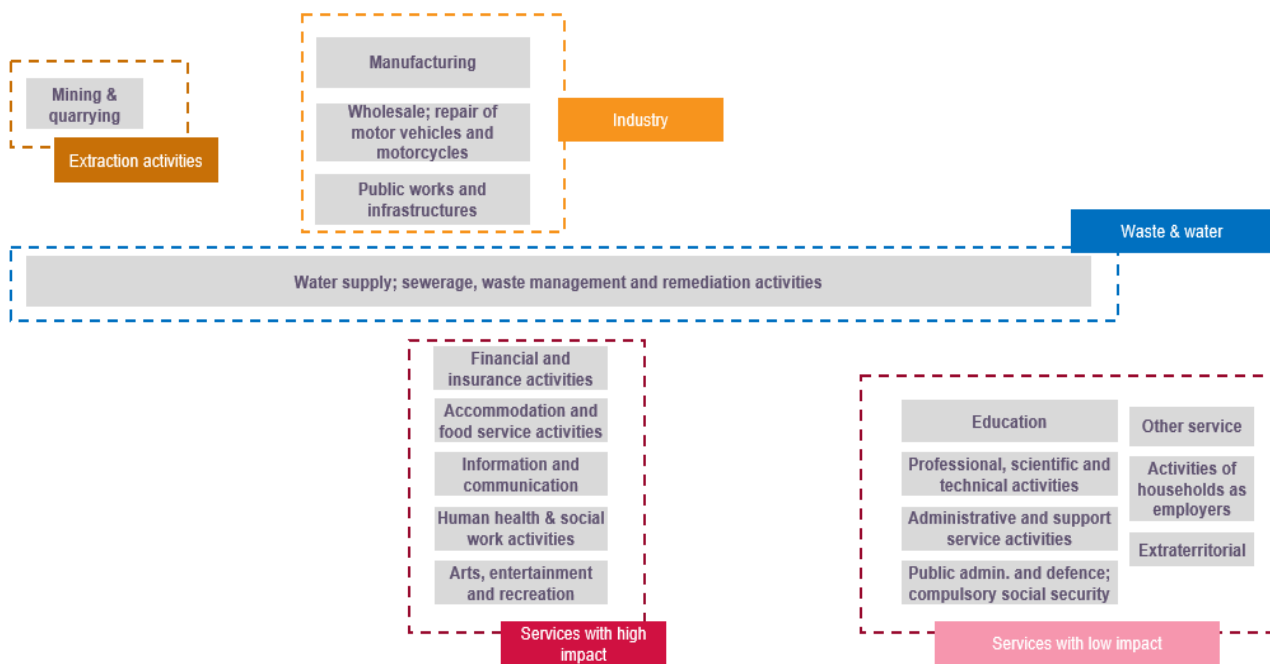 Manufacturing
Mining &
quarrying
Extraction activities
Wholesale; repair of
motor vehicles and
motorcycles
Industry
Public works and
infrastructures
Waste & water
Water supply; sewerage, waste management and remediation activities
Financial and
insurance activities
Accommodation and
food service activities
Information and
communication
Human health & social
work activities
Arts, entertainment
and recreation
Services with high
impact
Education
Professional, scientific and
technical activities
Administrative and support
service activities
Public admin. and defence;
compulsory social security
Other service
Activities of
households as
employers
Extraterritorial
Services with low impact